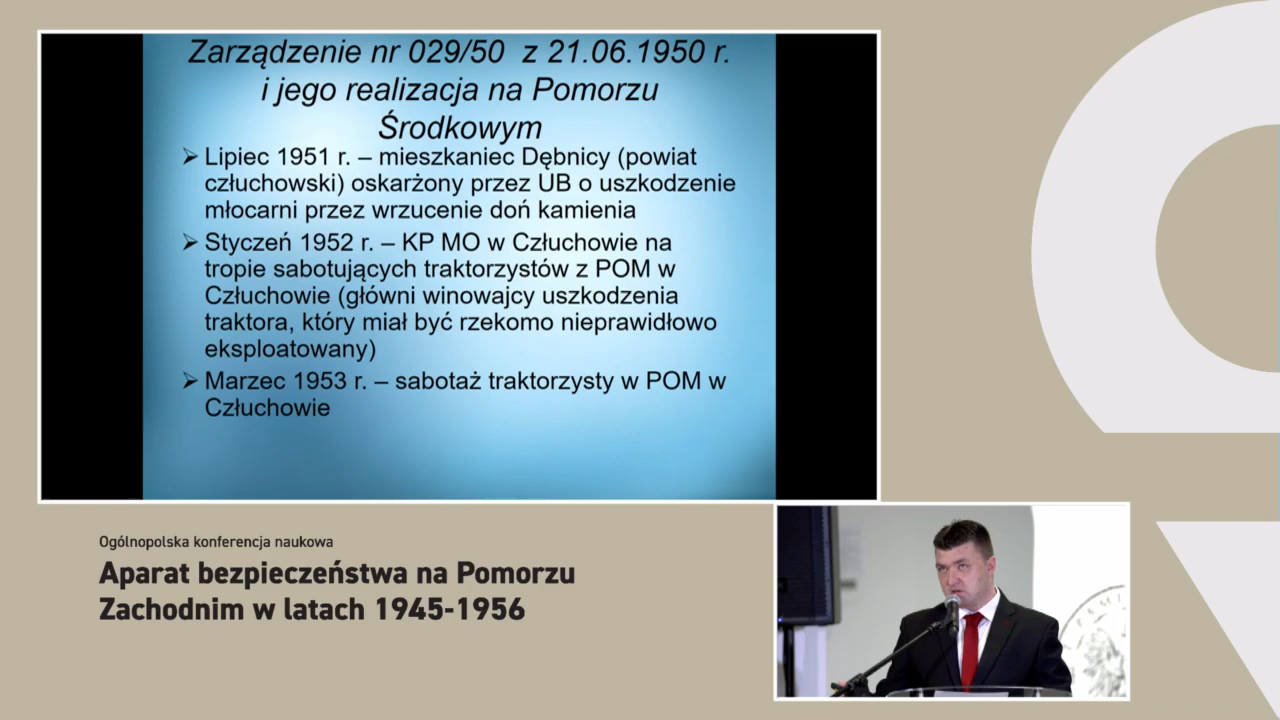 Zarządzenie nr 029/50 z 21.06.1950 r.
i jego realizacja na Pomorzu
Środkowym
➢ Lipiec 1951 r. – mieszkaniec Dębnicy (powiat
człuchowski) oskarżony przez UB o uszkodzenie
młocarni przez wrzucenie doń kamienia
➢ Styczeń 1952 r. – KP MO w Człuchowie na
tropie sabotujących traktorzystów z POM w
Człuchowie (główni winowajcy uszkodzenia
traktora, który miał być rzekomo nieprawidłowo
eksploatowany)
➢ Marzec 1953 r. – sabotaż traktorzysty w POM w
Człuchowie
Ogólnopolska konferencja naukowa
Aparat bezpieczeństwa na Pomorzu
Zachodnim w latach 1945-1956